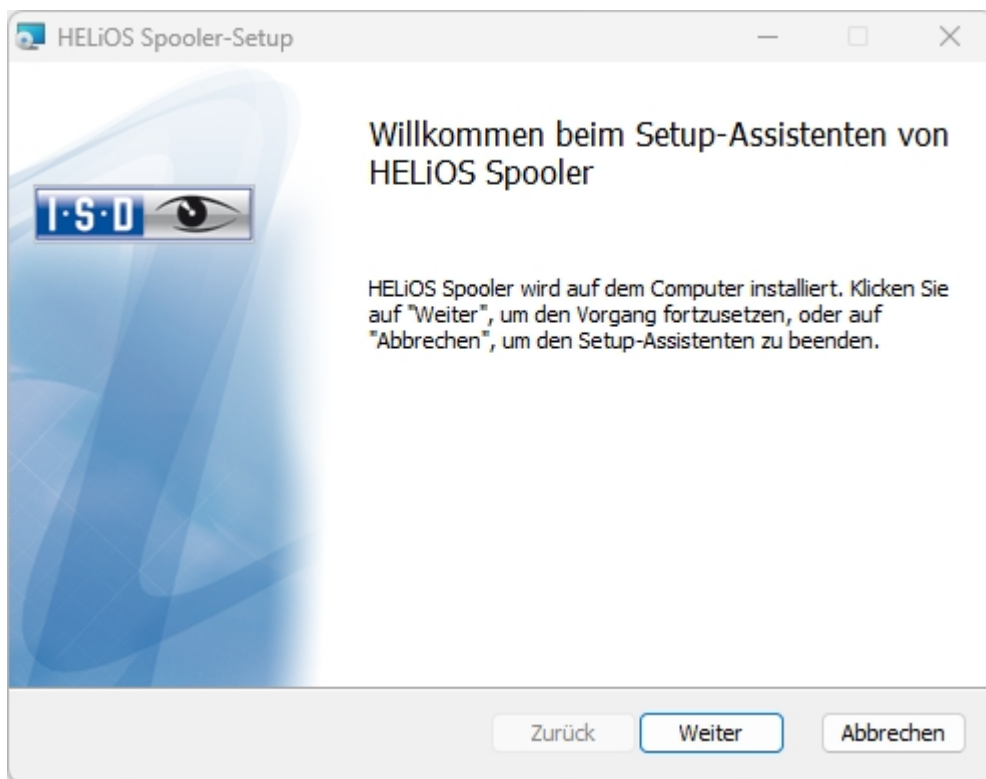 HELiOS Spooler-Setup
Willkommen beim Setup-Assistenten von
HELiOS Spooler
I·S·D
HELiOS Spooler wird auf dem Computer installiert. Klicken Sie
auf "Weiter", um den Vorgang fortzusetzen, oder auf
"Abbrechen", um den Setup-Assistenten zu beenden.
Zurück Weiter Abbrechen